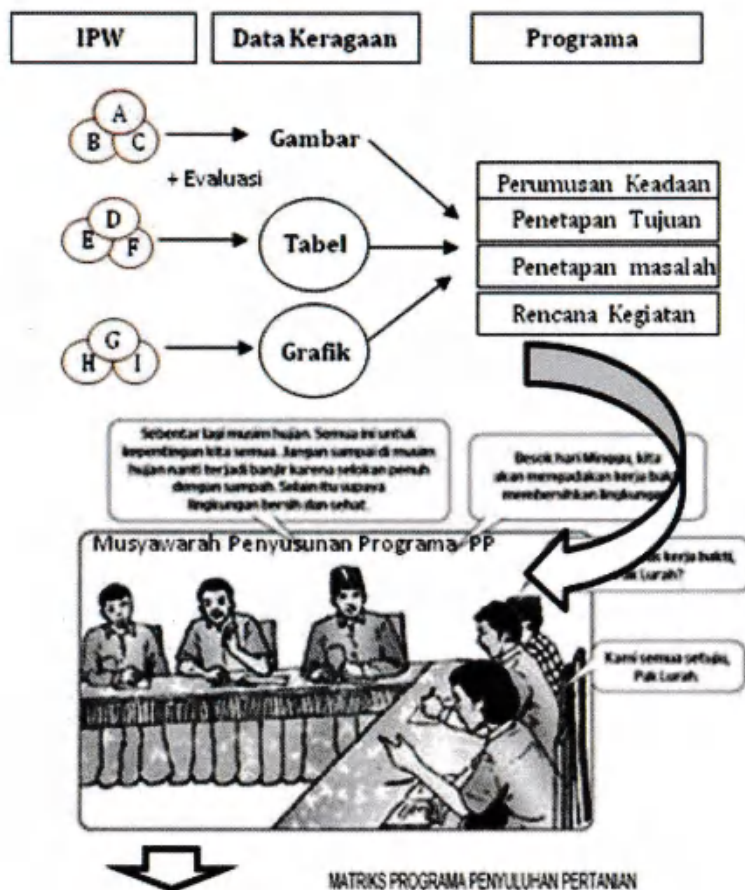 IPW
Data Keragaan
Programa
A
B C
Gambar
+ Evaluasi
D
E F
Tabel
G
H I
Grafik
Perumusan Keadaan
Penetapan Tujuan
Penetapan masalah
Rencana Kegiatan
Sebentar lagi musim hujan. Semua ini untuk
kepentingan kita semua. Jangan sampai di musim
hujan nanti terjadi banjir karena selokan penuh
dengan sampah. Selain itu supaya
lingkungan bersih dan sehat.
Besok hari Minggu, kita
akan mengadakan kerja
membersihkan lingkungan
Musyawarah Penyusunan Programa PP
kerja bakti,
Pak Lurah?
Kami semua setuju,
Pak Lurah.
MATRIKS PROGRAMA PENYULUHAN PERTANIAN